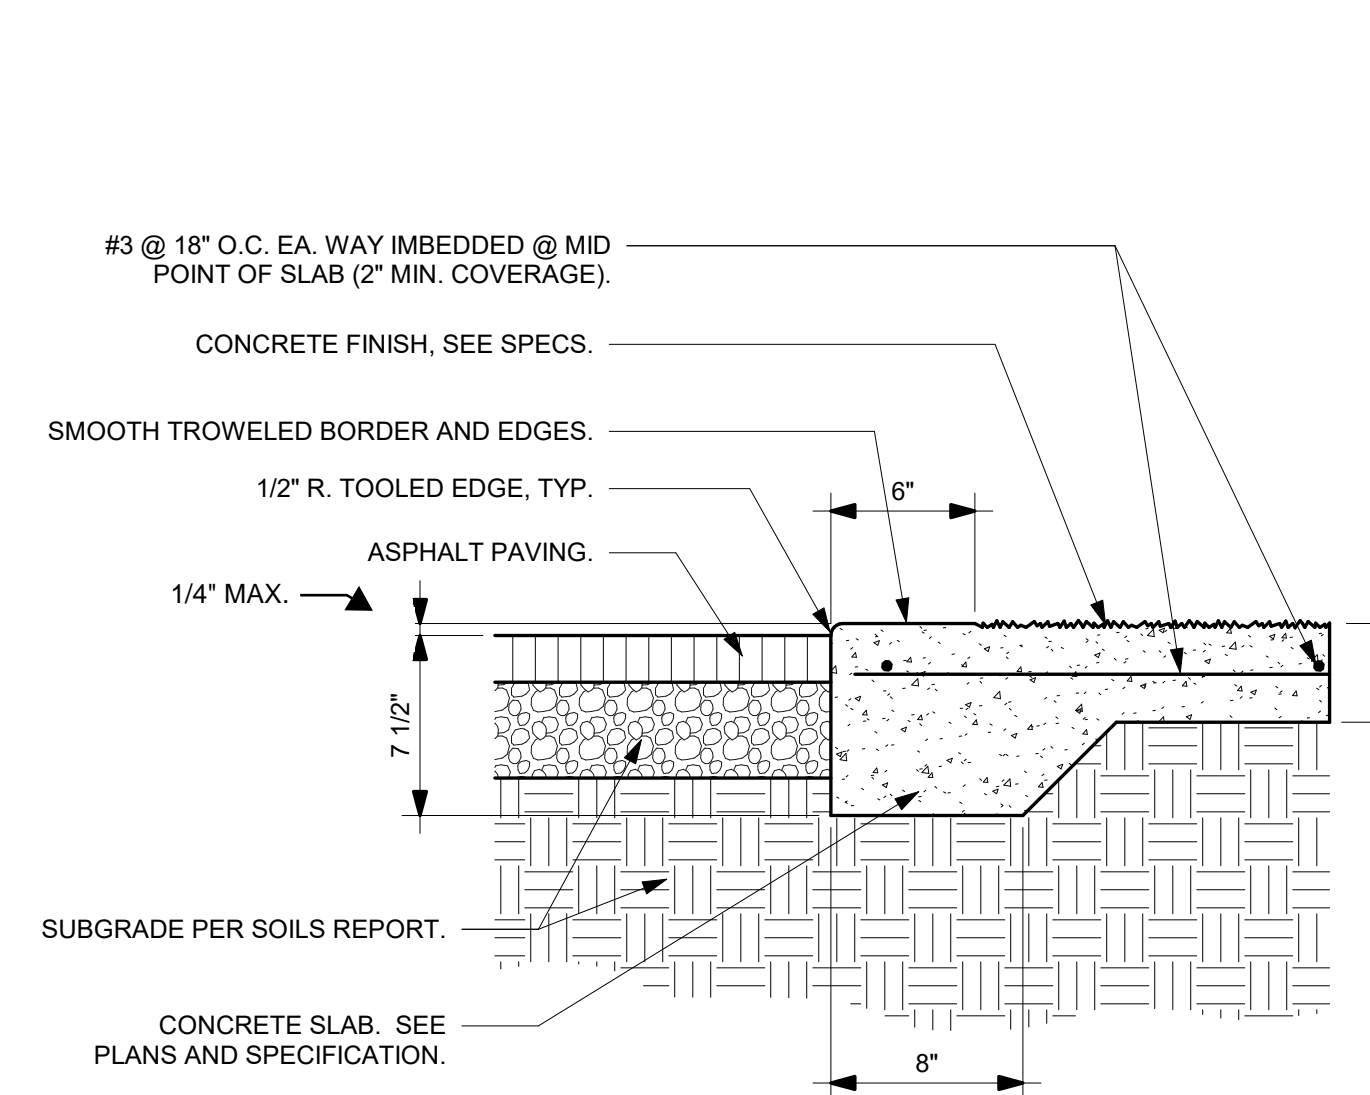 #3 @ 18" O.C. EA. WAY IMBEDDED @ MID
POINT OF SLAB (2" MIN. COVERAGE).
CONCRETE FINISH, SEE SPECS.
SMOOTH TROWELED BORDER AND EDGES.
1/2" R. TOOLED EDGE, TYP.
6"
ASPHALT PAVING.
1/4" MAX.
7 1/2"
SUBGRADE PER SOILS REPORT.
CONCRETE SLAB.  SEE
PLANS AND SPECIFICATION.
8"